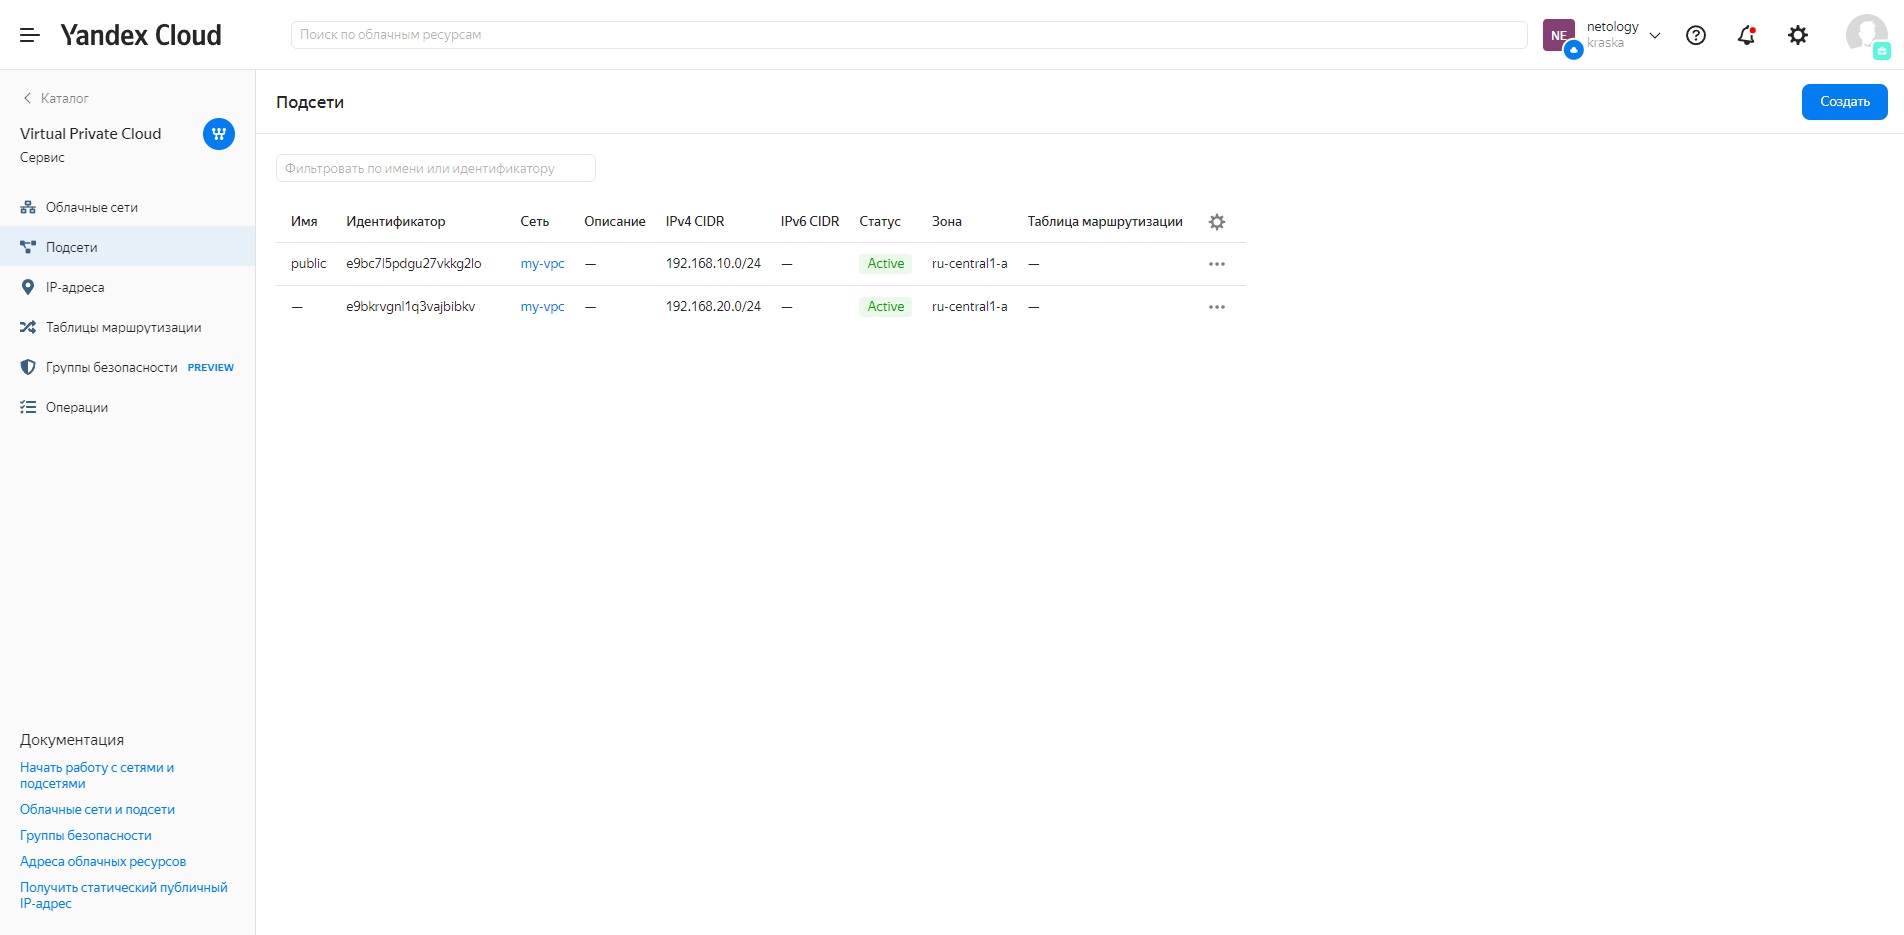 Yandex Cloud
Поиск по облачным ресурсам
NE
netology
kraska
Каталог
Virtual Private Cloud
Сервис
Облачные сети
Подсети
IP-адреса
Таблицы маршрутизации
Группы безопасности PREVIEW
Операции
Документация
Начать работу с сетями и
подсетями
Облачные сети и подсети
Группы безопасности
Адреса облачных ресурсов
Получить статический публичный
IP-адрес
Подсети
Создать
Фильтровать по имени или идентификатору
Имя Идентификатор Сеть Описание IPv4 CIDR IPv6 CIDR Статус Зона Таблица маршрутизации
public e9bc7l5pdgu27vkkg2lo my-vpc — 192.168.10.0/24 — Active ru-central1-a —
— e9bkrvgnl1q3vajbibkv my-vpc — 192.168.20.0/24 — Active ru-central1-a —